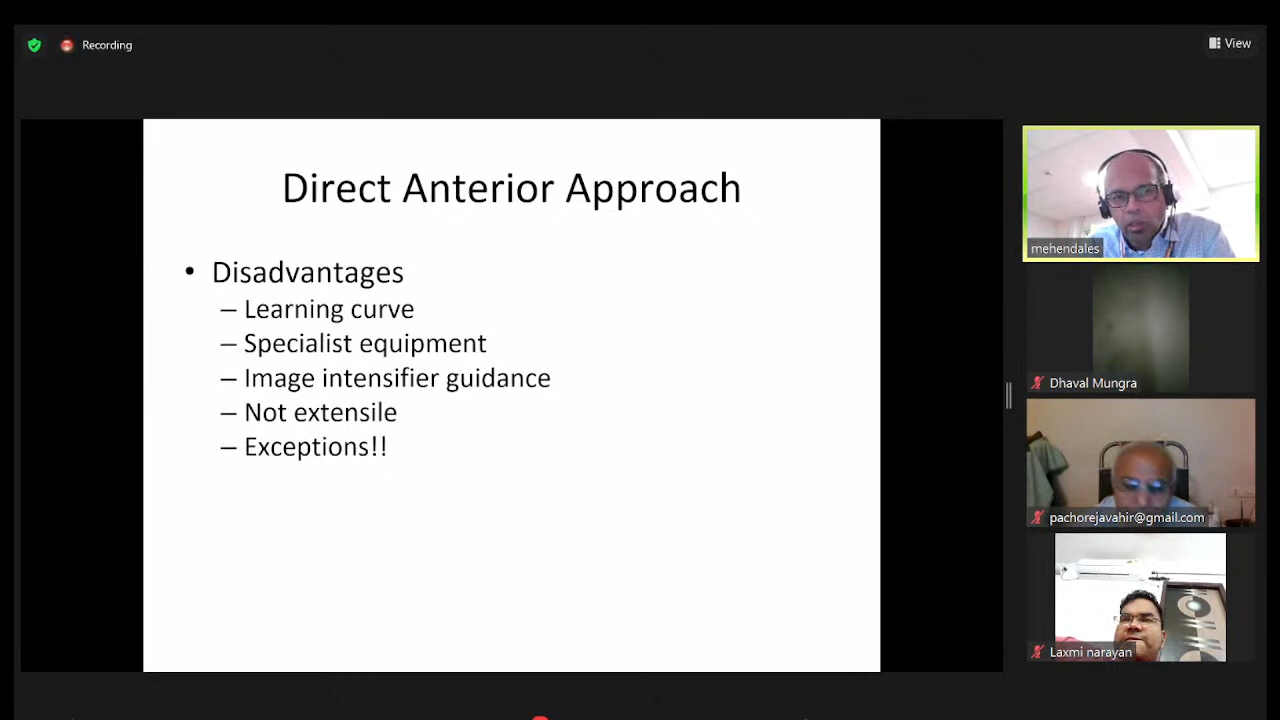 Recording
View
Direct Anterior Approach
• Disadvantages
– Learning curve
– Specialist equipment
– Image intensifier guidance
– Not extensile
– Exceptions!!
mehendales
Dhaval Mungra
pachorejavahir@gmail.com
Laxmi narayan